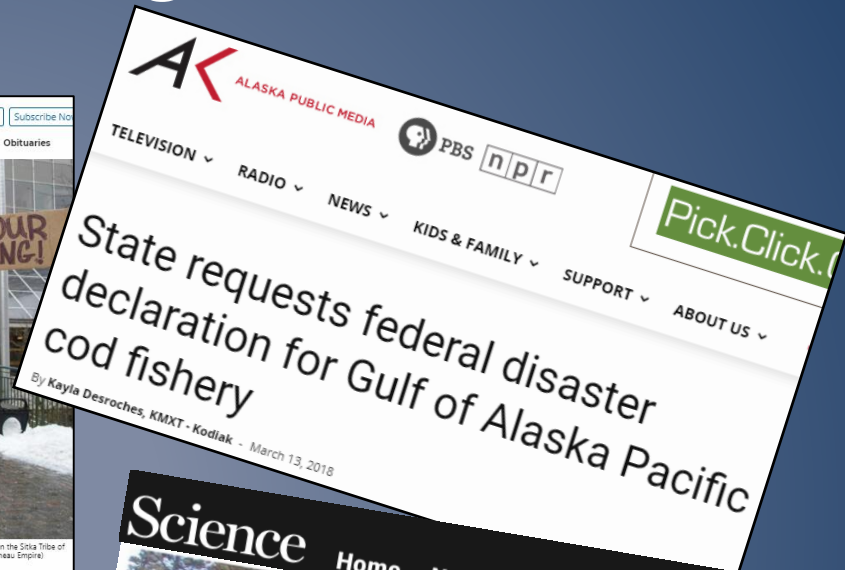 Subscribe
Obituaries
OUR
NG!
n the Sitka Tribe of
neau Empire)
ALASKA PUBLIC MEDIA
PBS npr
Pick.Click.
TELEVISION
RADIO
NEWS
KIDS & FAMILY
SUPPORT
ABOUT US
State requests federal disaster
declaration for Gulf of Alaska Pacific
cod fishery
By Kayla Desroches, KMXT - Kodiak - March 13, 2018
Science
Home